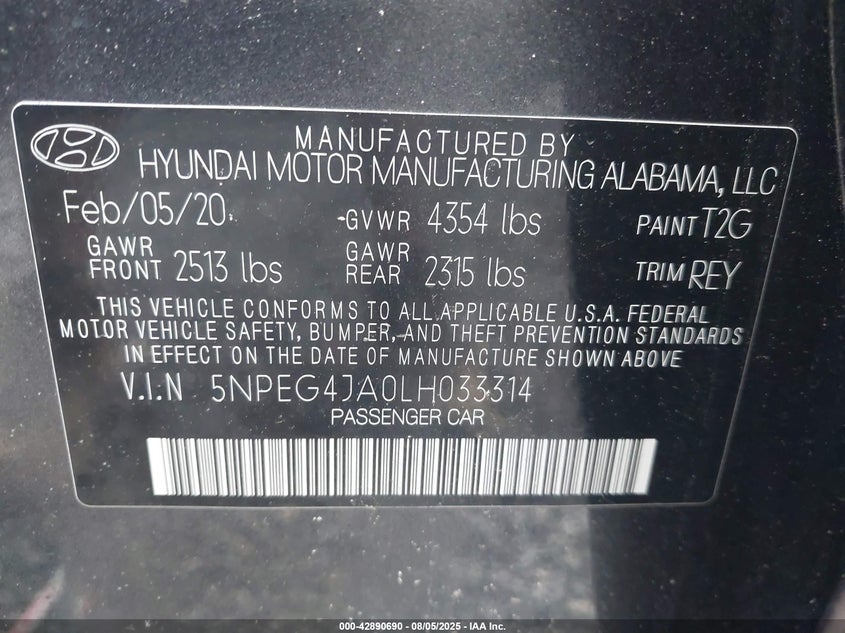 MANUFACTURED BY
HYUNDAI MOTOR MANUFACTURING ALABAMA, LLC
Feb/05/20 GVWR 4354 lbs PAINT T2G
GAWR FRONT 2513 lbs GAWR REAR 2315 lbs TRIM REY
THIS VEHICLE CONFORMS TO ALL APPLICABLE U.S.A. FEDERAL
MOTOR VEHICLE SAFETY, BUMPER, AND THEFT PREVENTION STANDARDS
IN EFFECT ON THE DATE OF MANUFACTURE SHOWN ABOVE
V.I.N 5NPEG4JA0LH033314
PASSENGER CAR
000-42890690 - 08/05/2025 - IAA Inc.